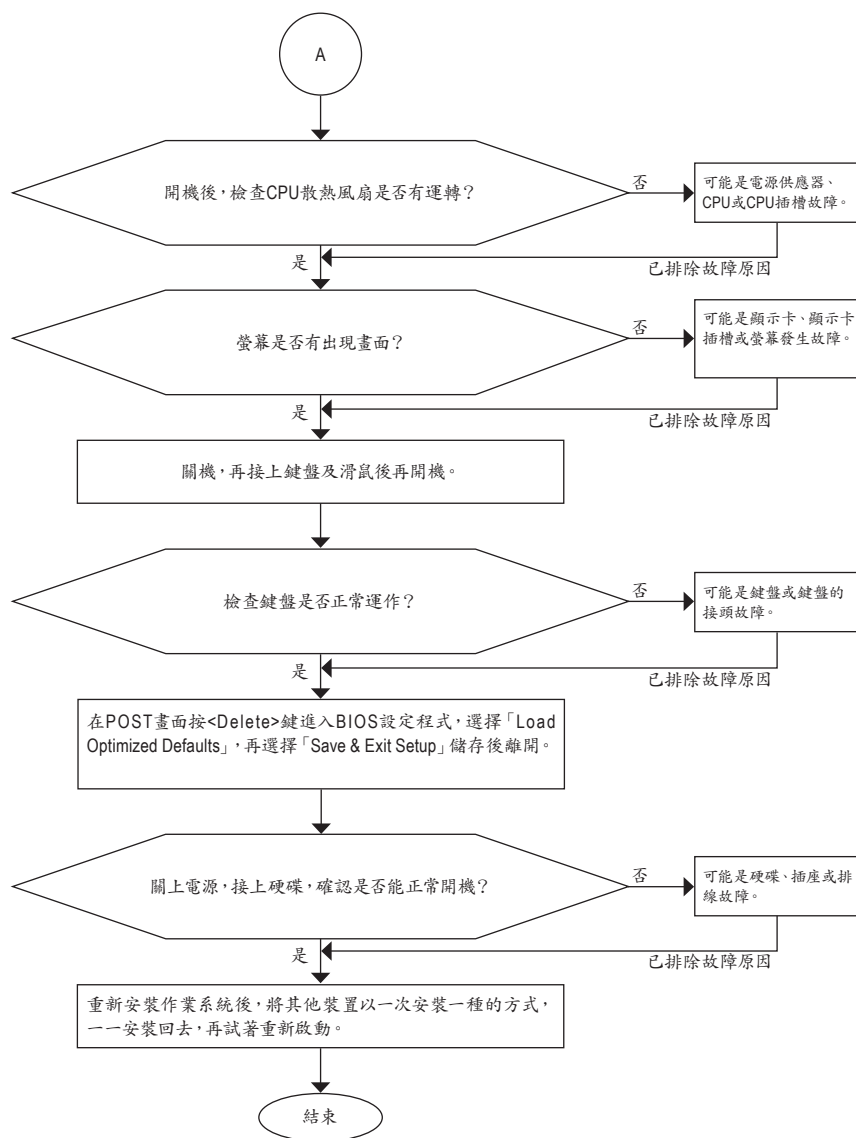 A
開機後，檢查CPU散熱風扇是否有運轉？
否
可能是電源供應器、
CPU或CPU插槽故障。
是
已排除故障原因
螢幕是否有出現畫面？
否
可能是顯示卡、顯示卡
插槽或螢幕發生故障。
是
已排除故障原因
關機，再接上鍵盤及滑鼠後再開機。
檢查鍵盤是否正常運作？
否
可能是鍵盤或鍵盤的
接頭故障。
是
已排除故障原因
在POST畫面按<Delete>鍵進入BIOS設定程式，選擇「Load
Optimized Defaults」，再選擇「Save & Exit Setup」儲存後離開。
關上電源，接上硬碟，確認是否能正常開機？
否
可能是硬碟、插座或排
線故障。
是
已排除故障原因
重新安裝作業系統後，將其他裝置以一次安裝一種的方式，
一一安裝回去，再試著重新啟動。
結束